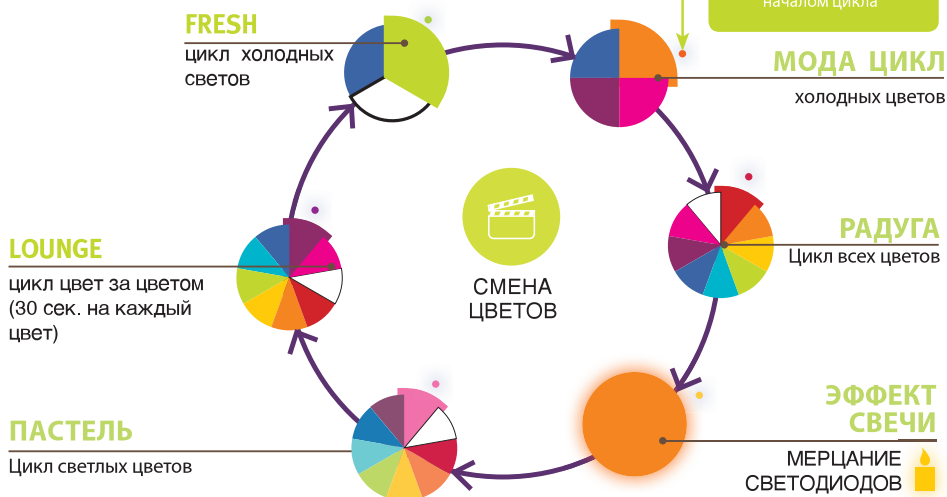 началом цикла
FRESH
цикл холодных
светов
МОДА ЦИКЛ
холодных цветов
РАДУГА
Цикл всех цветов
LOUNGE
цикл цвет за цветом
(30 сек. на каждый
цвет)
СМЕНА
ЦВЕТОВ
ЭФФЕКТ
СВЕЧИ
МЕРЦАНИЕ
СВЕТОДИОДОВ
ПАСТЕЛЬ
Цикл светлых цветов